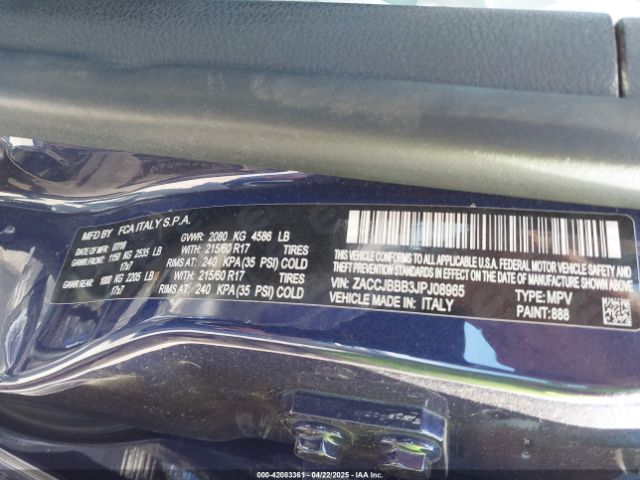 MFD BY FCA ITALY S.P.A.
DATE OF MFR: 07/18 GVWR: 2080 KG 4586 LB
GAWR FRONT: 1150 KG 2535 LB WITH: 215/60 R17 TIRES
17x7 RIMS AT: 240 KPA(35 PSI) COLD
GAWR REAR: 1000 KG 2205 LB WITH: 215/60 R17 TIRES
17x7 RIMS AT: 240 KPA(35 PSI) COLD
THIS VEHICLE CONFORMS TO ALL APPLICABLE U.S.A. FEDERAL MOTOR VEHICLE SAFETY
AND THEFT PREVENTION STANDARDS IN EFFECT ON THE DATE OF MANUFACTURE SHOWN ABOVE
VIN: ZACCJBBB3JPJ08965 TYPE: MPV
VEHICLE MADE IN: ITALY PAINT: 888
000-42083361 - 04/22/2025 - IAAI.COM